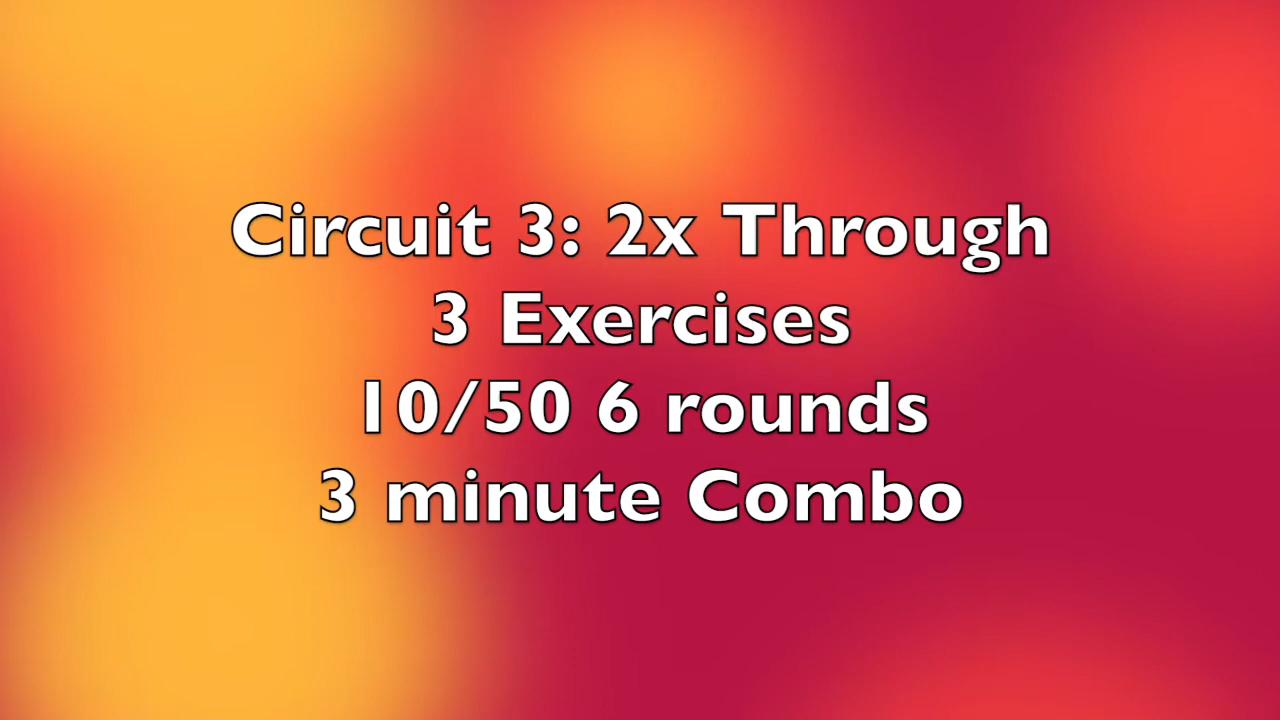 Circuit 3: 2x Through
3 Exercises
10/50 6 rounds
3 minute Combo